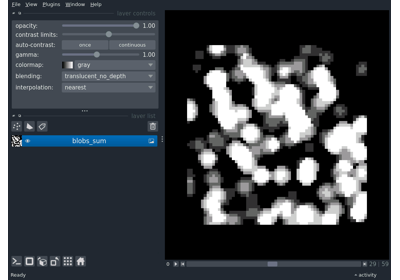 File View Plugins Window Help
layer controls
opacity: 1.00
contrast limits:
auto-contrast: once continuous
gamma: 1.00
colormap: gray
blending: translucent_no_depth
interpolation: nearest
layer list
blobs_sum
29 59
Ready activity